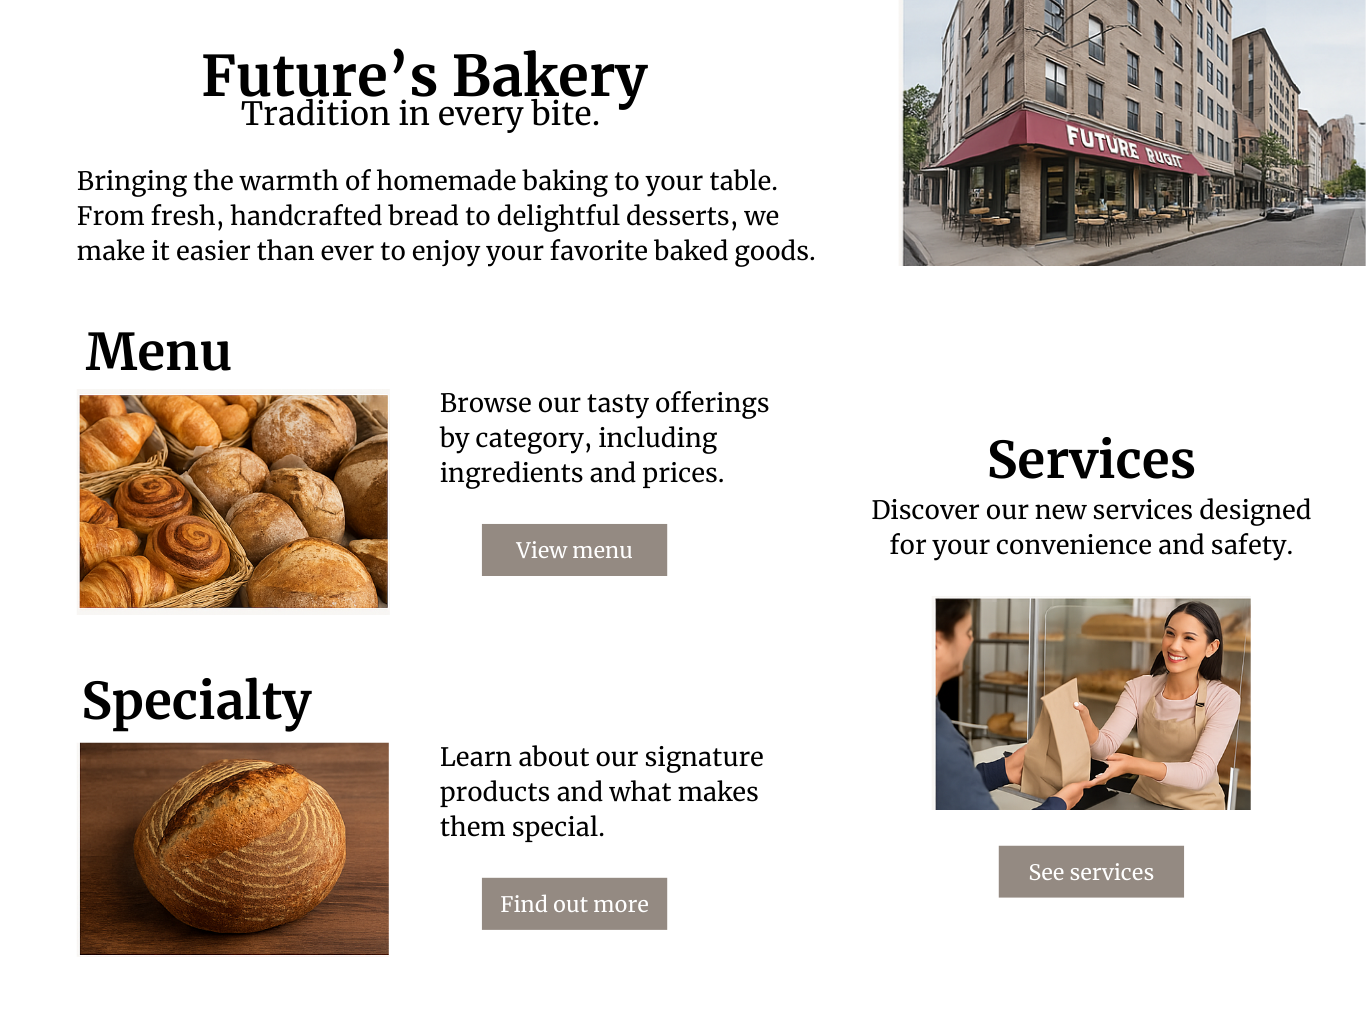 Future’s Bakery
Tradition in every bite.
FUTURE
Bringing the warmth of homemade baking to your table.
From fresh, handcrafted bread to delightful desserts, we
make it easier than ever to enjoy your favorite baked goods.
Menu
Browse our tasty offerings
by category, including
ingredients and prices.
View menu
Specialty
Learn about our signature
products and what makes
them special.
Find out more
Services
Discover our new services designed
for your convenience and safety.
See services